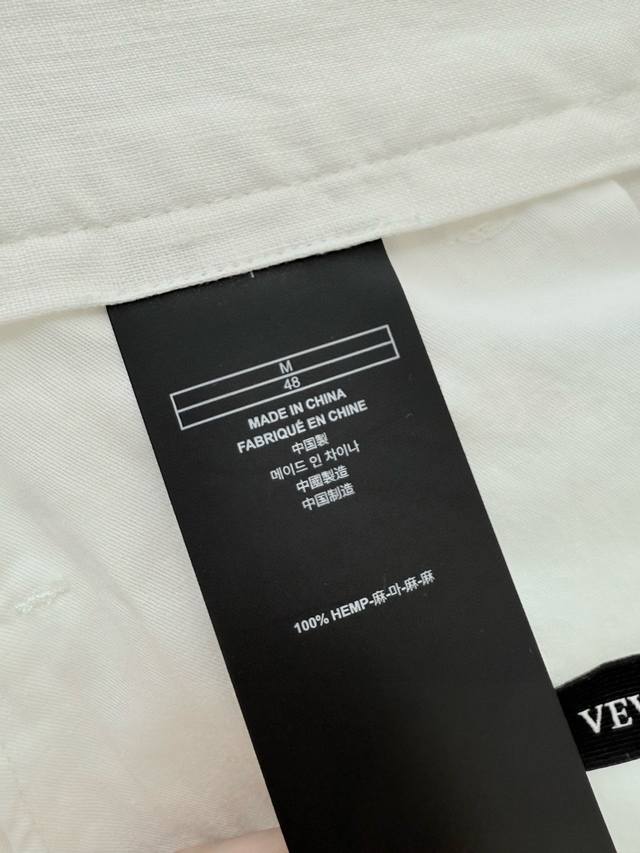 M
48
MADE IN CHINA
FABRIQUÉ EN CHINE
中国製
메이드 인 차이나
中國製造
中国制造
100% HEMP-麻-마-麻-麻